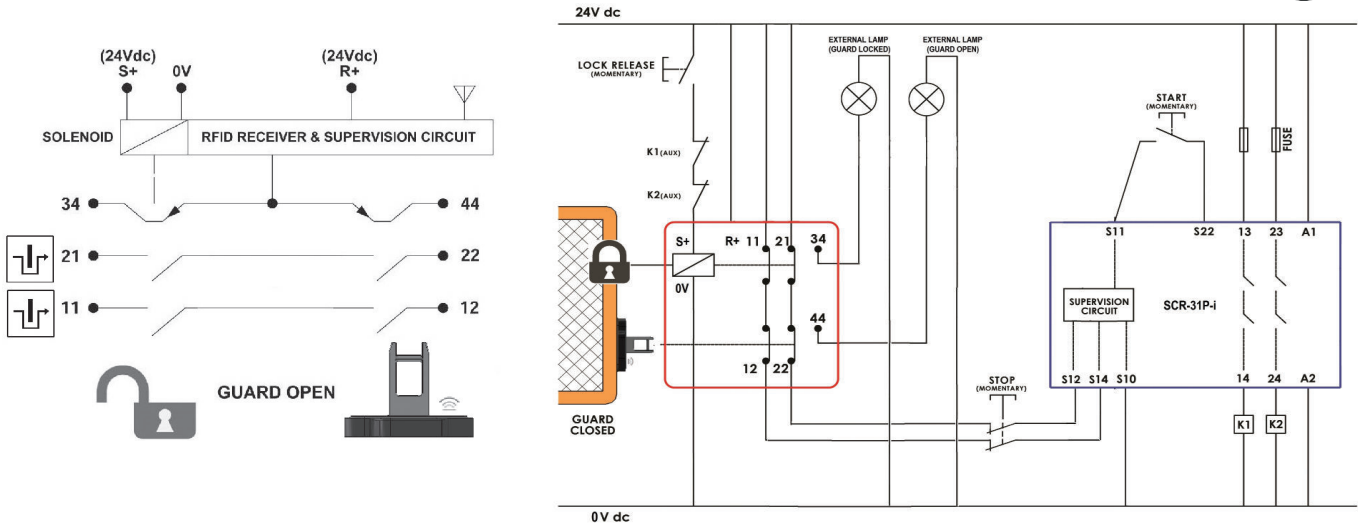 (24Vdc)
S+
0V
(24Vdc)
R+
SOLENOID
RFID RECEIVER & SUPERVISION CIRCUIT
34
44
21
22
11
12
GUARD OPEN
24V dc
LOCK RELEASE
(MOMENTARY)
EXTERNAL LAMP
(GUARD LOCKED)
EXTERNAL LAMP
(GUARD OPEN)
START
(MOMENTARY)
FUSE
K1(AUX)
K2(AUX)
S+
R+
11
21
34
0V
44
12
22
GUARD
CLOSED
STOP
(MOMENTARY)
S11
S22
13
23
A1
SUPERVISION
CIRCUIT
SCR-31P-i
S12
S14
S10
14
24
A2
K1
K2
0V dc